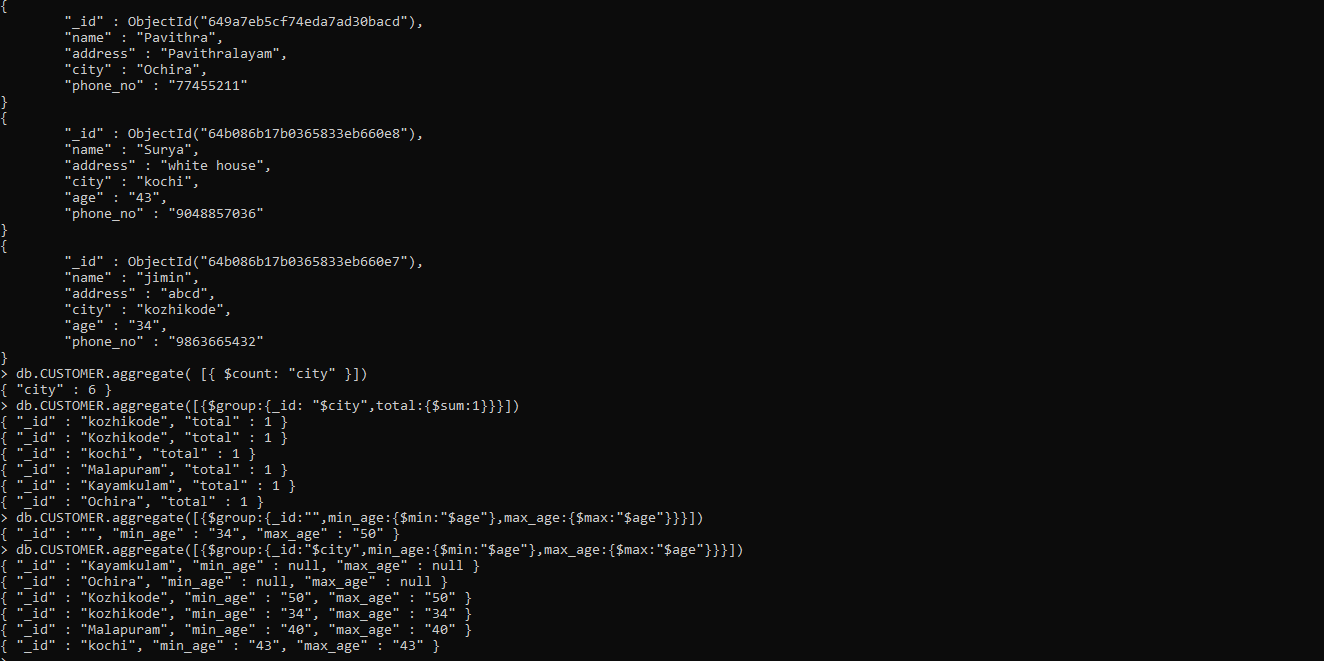 {
        "_id" : ObjectId("649a7eb5cf74eda7ad30bacd"),
        "name" : "Pavithra",
        "address" : "Pavithralayam",
        "city" : "Ochira",
        "phone_no" : "77455211"
}
{
        "_id" : ObjectId("64b086b17b0365833eb660e8"),
        "name" : "Surya",
        "address" : "white house",
        "city" : "kochi",
        "age" : "43",
        "phone_no" : "9048857036"
}
{
        "_id" : ObjectId("64b086b17b0365833eb660e7"),
        "name" : "jimin",
        "address" : "abcd",
        "city" : "kozhikode",
        "age" : "34",
        "phone_no" : "9863665432"
}
> db.CUSTOMER.aggregate( [{ $count: "city" }])
{ "city" : 6 }
> db.CUSTOMER.aggregate([{$group:{_id: "$city",total:{$sum:1}}}])
{ "_id" : "kozhikode", "total" : 1 }
{ "_id" : "Kozhikode", "total" : 1 }
{ "_id" : "kochi", "total" : 1 }
{ "_id" : "Malapuram", "total" : 1 }
{ "_id" : "Kayamkulam", "total" : 1 }
{ "_id" : "Ochira", "total" : 1 }
> db.CUSTOMER.aggregate([{$group:{_id:"",min_age:{$min:"$age"},max_age:{$max:"$age"}}}])
{ "_id" : "", "min_age" : "34", "max_age" : "50" }
> db.CUSTOMER.aggregate([{$group:{_id:"$city",min_age:{$min:"$age"},max_age:{$max:"$age"}}}])
{ "_id" : "Kayamkulam", "min_age" : null, "max_age" : null }
{ "_id" : "Ochira", "min_age" : null, "max_age" : null }
{ "_id" : "Kozhikode", "min_age" : "50", "max_age" : "50" }
{ "_id" : "kozhikode", "min_age" : "34", "max_age" : "34" }
{ "_id" : "Malapuram", "min_age" : "40", "max_age" : "40" }
{ "_id" : "kochi", "min_age" : "43", "max_age" : "43" }
>